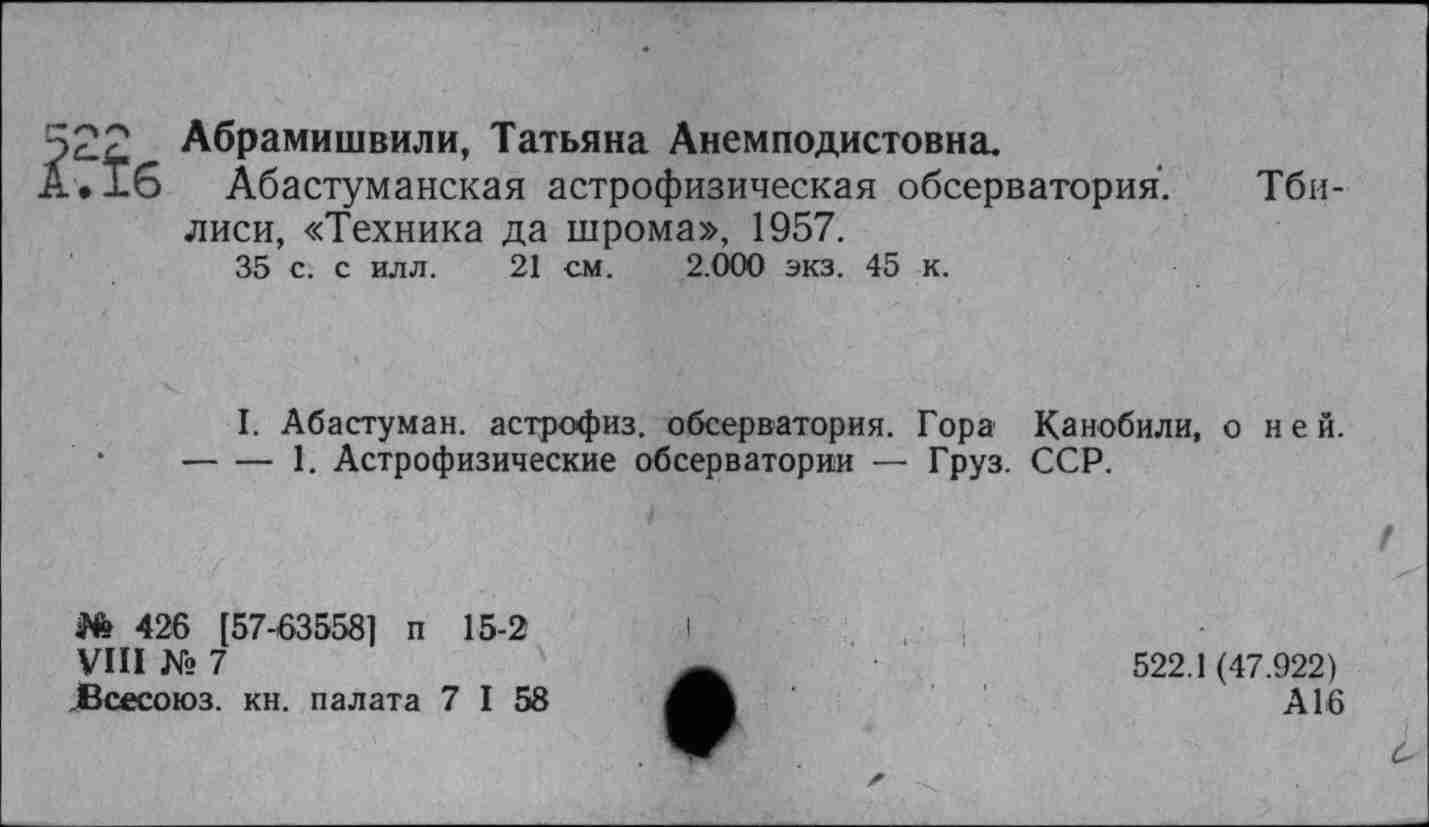 522 Абрамишвили, Татьяна Анемподистовна.
А.16 Абастуманская астрофизическая обсерватория. Тби-
лиси, «Техника да шрома», 1957.
35 с. с илл. 21 см. 2.000 экз. 45 к.
I. Абастуман. астрофиз. обсерватория. Гора Канобили, о ней.
— — 1. Астрофизические обсерватории — Груз. ССР.
№ 426 [57-63558] п 15-2
VIII № 7
522.1 (47.922)
Всесоюз. кн. палата 7 I 58
А16